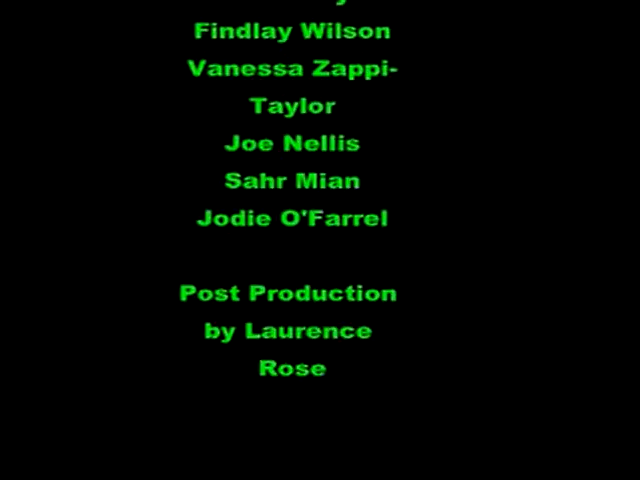 Findlay Wilson
Vanessa Zappi-
Taylor
Joe Nellis
Sahr Mian
Jodie O'Farrel
Post Production
by Laurence
Rose